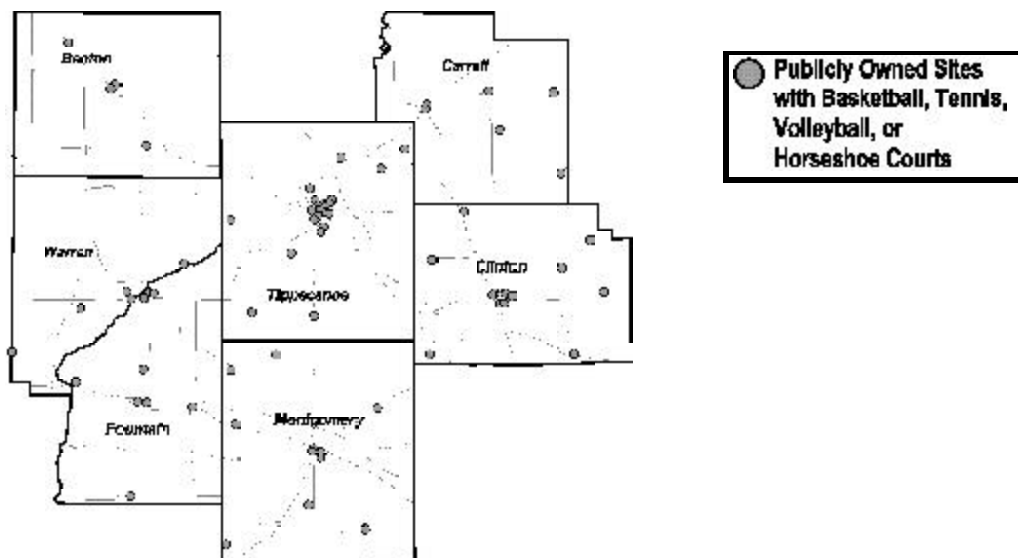 Benton
Carroll
Warren
Clinton
Tippecanoe
Montgomery
Fountain
Publicly Owned Sites
with Basketball, Tennis,
Volleyball, or
Horseshoe Courts